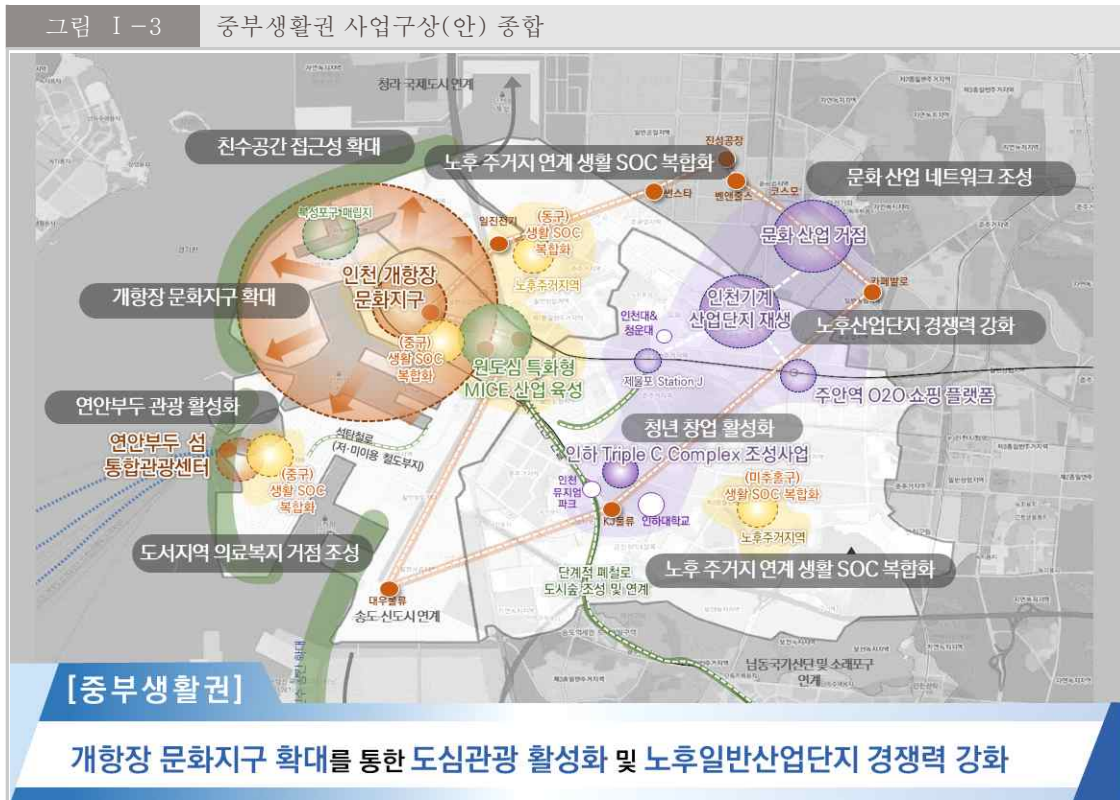 그림 Ⅰ-3
중부생활권 사업구상(안) 종합
청라 국제도시 연계
친수공간 접근성 확대
노후 주거지 연계 생활 SOC 복합화
진성공장
썬스타
벤앤줄스
코스모
문화 산업 네트워크 조성
북성포구 매립지
일진전기
(동구)
생활 SOC
복합화
노후주거지역
문화 산업 거점
인천 개항장
문화지구
개항장 문화지구 확대
인천기계
산업단지 재생
카페발로
인천대&
청운대
노후산업단지 경쟁력 강화
(중구)
생활 SOC
복합화
원도심 특화형
MICE 산업 육성
제물포 Station J
주안역 O2O 쇼핑 플랫폼
연안부두 관광 활성화
연안부두 섬
통합관광센터
석탄철로
(저·미이용 철도부지)
청년 창업 활성화
인하 Triple C Complex 조성사업
(중구)
생활 SOC
복합화
인천
뮤지엄
파크
KJ물류
인하대학교
(미추홀구)
생활 SOC 복합화
노후주거지역
도서지역 의료복지 거점 조성
단계적 폐철로
도시숲 조성 및 연계
노후 주거지 연계 생활 SOC 복합화
대우물류
송도 신도시 연계
남동국가산단 및 소래포구
연계
[중부생활권]
개항장 문화지구 확대를 통한 도심관광 활성화 및 노후일반산업단지 경쟁력 강화